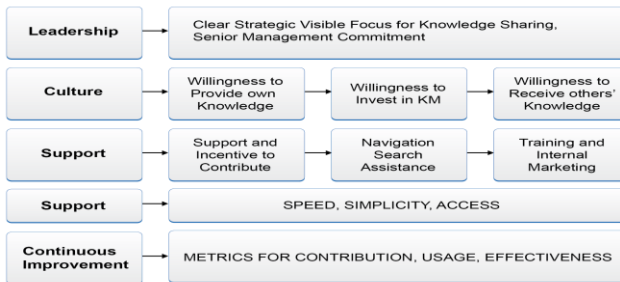 Leadership
Clear Strategic Visible Focus for Knowledge Sharing,
Senior Management Commitment
Culture
Willingness to
Provide own
Knowledge
Willingness to
Invest in KM
Willingness to
Receive others'
Knowledge
Support
Support and
Incentive to
Contribute
Navigation
Search
Assistance
Training and
Internal
Marketing
Support
SPEED, SIMPLICITY, ACCESS
Continuous
Improvement
METRICS FOR CONTRIBUTION, USAGE, EFFECTIVENESS